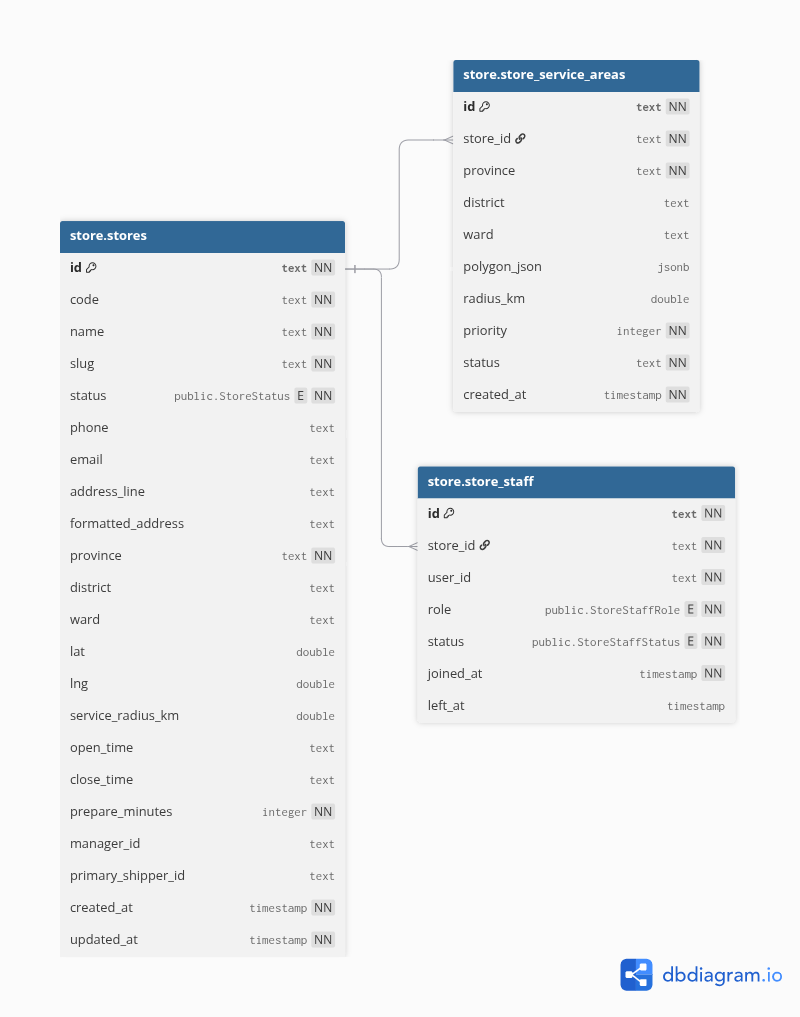 store.store_service_areas
id text NN
store_id text NN
province text NN
district text
ward text
polygon_json jsonb
radius_km double
priority integer NN
status text NN
created_at timestamp NN
store.stores
id text NN
code text NN
name text NN
slug text NN
status public.StoreStatus E NN
phone text
email text
address_line text
formatted_address text
province text NN
district text
ward text
lat double
lng double
service_radius_km double
open_time text
close_time text
prepare_minutes integer NN
manager_id text
primary_shipper_id text
created_at timestamp NN
updated_at timestamp NN
store.store_staff
id text NN
store_id text NN
user_id text NN
role public.StoreStaffRole E NN
status public.StoreStaffStatus E NN
joined_at timestamp NN
left_at timestamp
dbdiagram.io